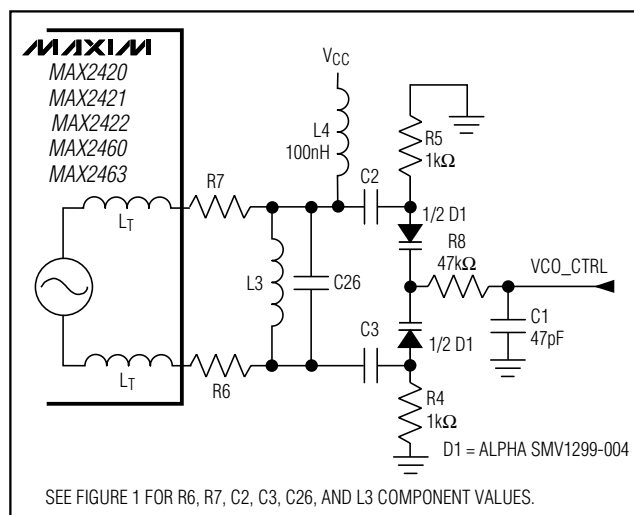 MAXIM
MAX2420
MAX2421
MAX2422
MAX2460
MAX2463
VCC
L4
100nH
R5
1kΩ
R7
C2
1/2 D1
LT
R8
47kΩ
VCO_CTRL
L3
C26
C1
47pF
C3
1/2 D1
LT
R6
R4
1kΩ
D1 = ALPHA SMV1299-004
SEE FIGURE 1 FOR R6, R7, C2, C3, C26, AND L3 COMPONENT VALUES.